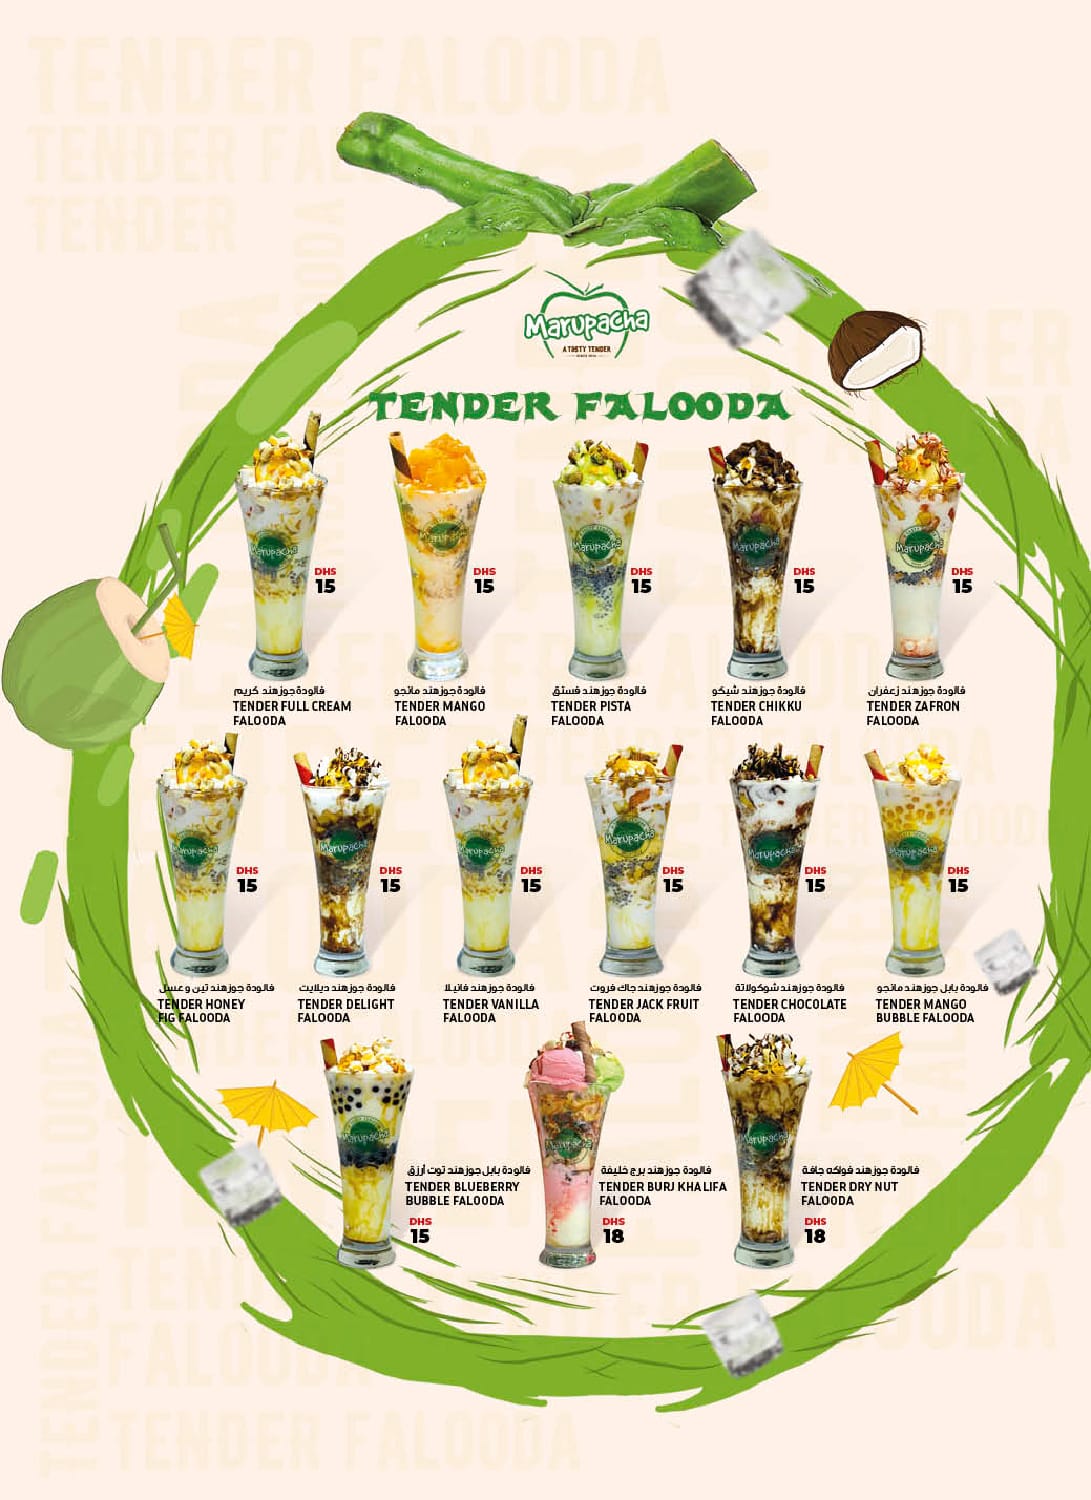 TENDER FALOODA
TENDER FALOODA
TENDER
Marupacha
A TASTY TENDER
TENDER FALOODA
DHS
15
DHS
15
DHS
15
DHS
15
DHS
15
فالودة جوزهند كريم
TENDER FULL CREAM
FALOODA
فالودة جوزهند مانجو
TENDER MANGO
FALOODA
فالودة جوزهند فستق
TENDER PISTA
FALOODA
فالودة جوزهند شيكو
TENDER CHIKKU
FALOODA
فالودة جوزهند زعفران
TENDER ZAFRON
FALOODA
DHS
15
DHS
15
DHS
15
DHS
15
DHS
15
DHS
15
فالودة جوزهند تين وعسل
TENDER HONEY
FIG FALOODA
فالودة جوزهند ديلايت
TENDER DELIGHT
FALOODA
فالودة جوزهند فانيلا
TENDER VANILLA
FALOODA
فالودة جوزهند جاك فروت
TENDER JACK FRUIT
FALOODA
فالودة جوزهند شوكولاتة
TENDER CHOCOLATE
FALOODA
فالودة بابل جوزهند مانجو
TENDER MANGO
BUBBLE FALOODA
فالودة بابل جوزهند توت أزرق
TENDER BLUEBERRY
BUBBLE FALOODA
DHS
15
فالودة جوزهند برج خليفة
TENDER BURJ KHALIFA
FALOODA
DHS
18
فالودة جوزهند فواكه جافة
TENDER DRY NUT
FALOODA
DHS
18
TENDER FALOODA